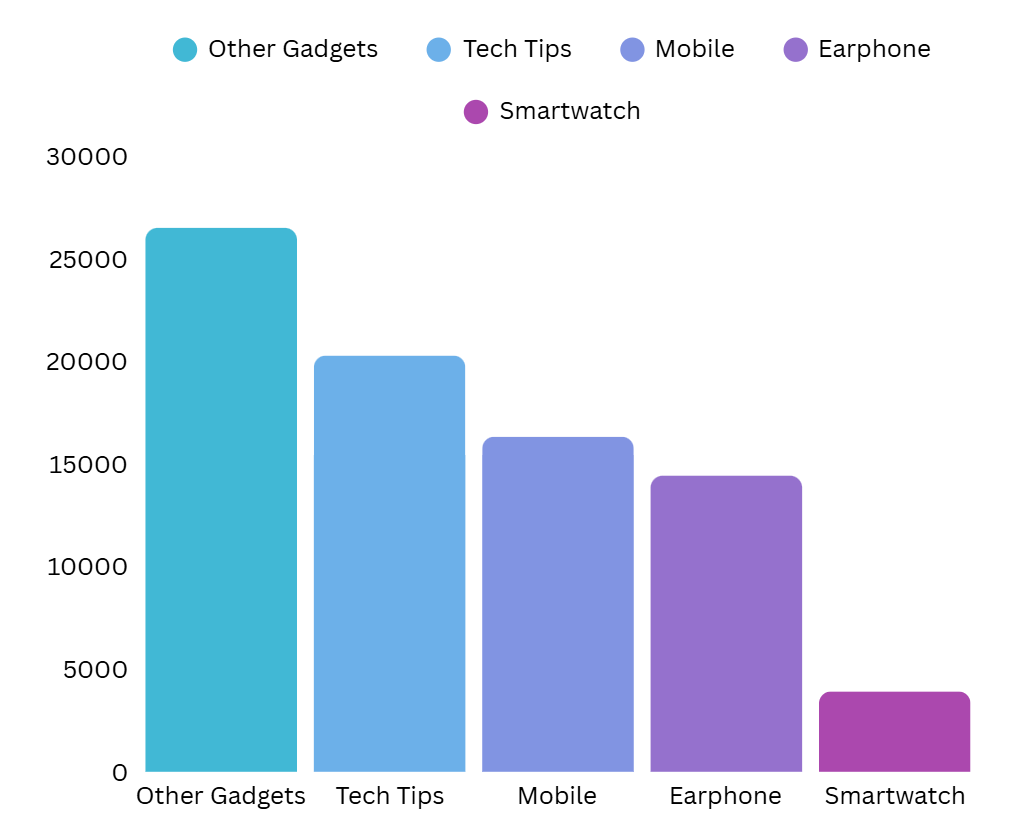 Other Gadgets Tech Tips Mobile Earphone
Smartwatch
30000
25000
20000
15000
10000
5000
0
Other Gadgets Tech Tips Mobile Earphone Smartwatch